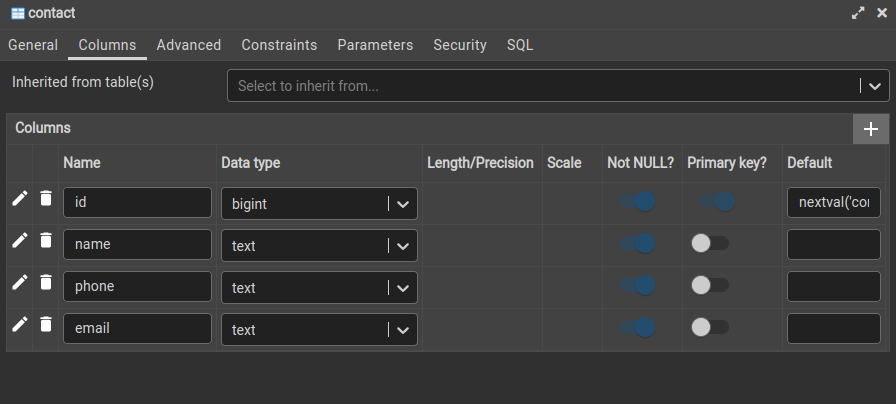 contact
General Columns Advanced Constraints Parameters Security SQL
Inherited from table(s) Select to inherit from...
Columns
Name Data type Length/Precision Scale Not NULL? Primary key? Default
id bigint nextval('co
name text
phone text
email text